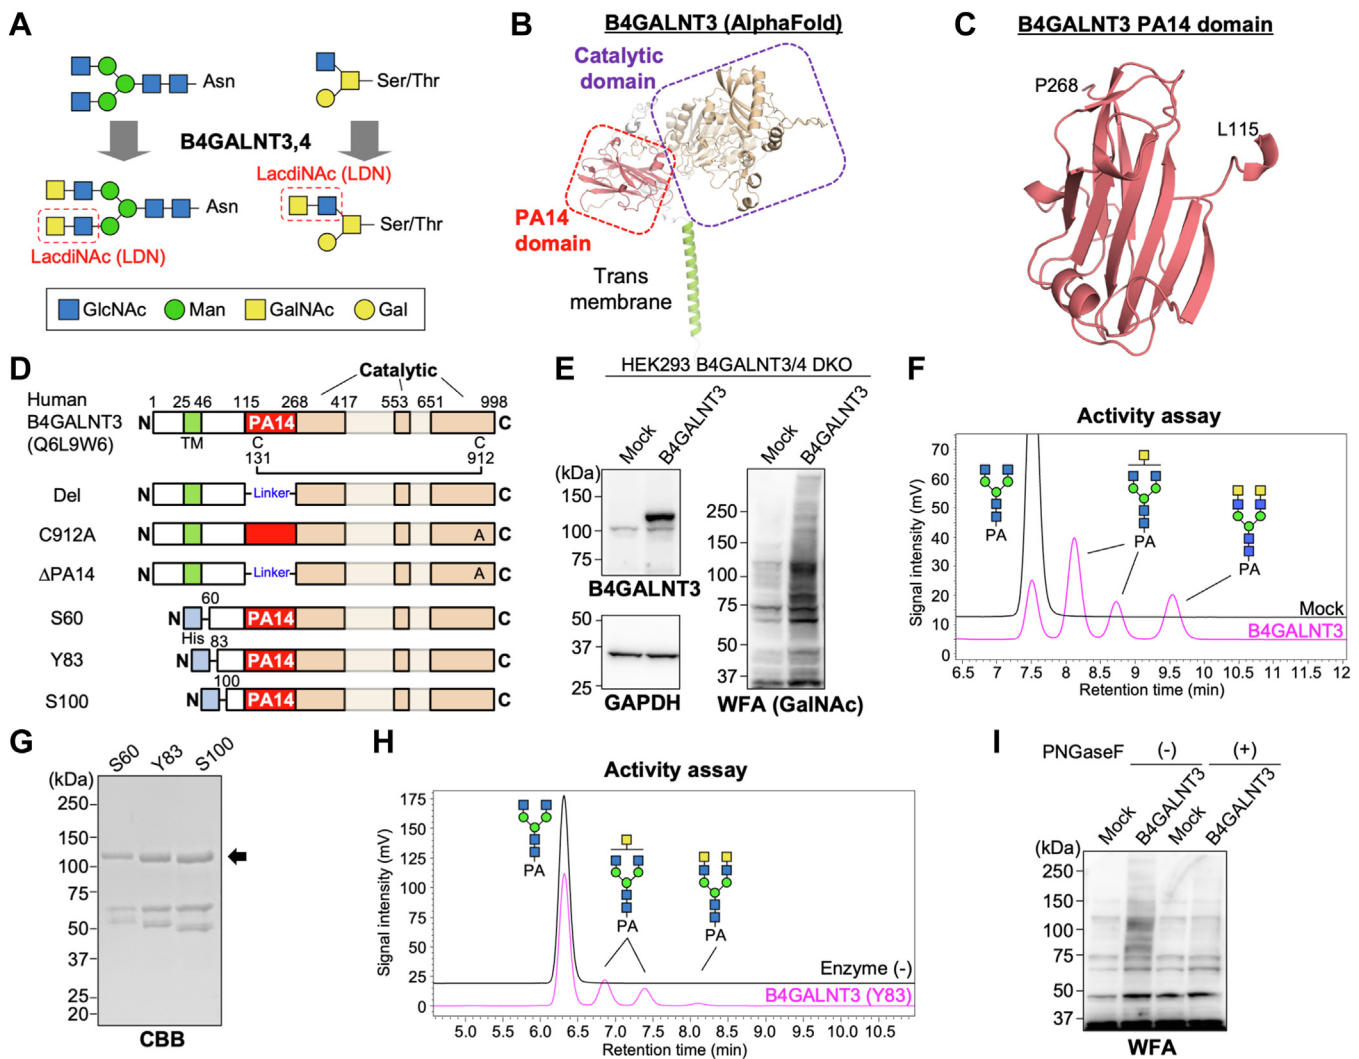 A
Asn
Ser/Thr
B4GALNT3,4
LacdiNAc (LDN)
Asn
Ser/Thr
LacdiNAc (LDN)
GlcNAc
Man
GalNAc
Gal
B
B4GALNT3 (AlphaFold)
Catalytic
domain
PA14
domain
Trans
membrane
C
B4GALNT3 PA14 domain
P268
L115
D
Catalytic
Human
B4GALNT3
(Q6L9W6)
1 25 46 115 268 417 553 651 998
N PA14 C
TM C C
131 912
Del N Linker C
C912A N A C
ΔPA14 N Linker A C
60
S60 N PA14 C
His 83
Y83 N PA14 C
100
S100 N PA14 C
E
HEK293 B4GALNT3/4 DKO
Mock
B4GALNT3
(kDa)
150
100
75
B4GALNT3
50
37
25
GAPDH
Mock
B4GALNT3
250
150
100
75
50
37
WFA (GalNAc)
F
Activity assay
Signal intensity (mV)
70
60
50
40
30
20
10
0
PA
PA
PA
Mock
B4GALNT3
6.5 7 7.5 8 8.5 9 9.5 10 10.5 11 11.5 12
Retention time (min)
G
S60 Y83 S100
(kDa)
250
150
100
75
50
37
25
20
CBB
H
Activity assay
Signal intensity (mV)
175
150
125
100
75
50
25
0
PA
PA
PA
Enzyme (-)
B4GALNT3 (Y83)
5.0 5.5 6.0 6.5 7.0 7.5 8.0 8.5 9.0 9.5 10.0 10.5
Retention time (min)
I
PNGaseF (-) (+)
Mock
B4GALNT3
Mock
B4GALNT3
(kDa)
250
150
100
75
50
37
WFA